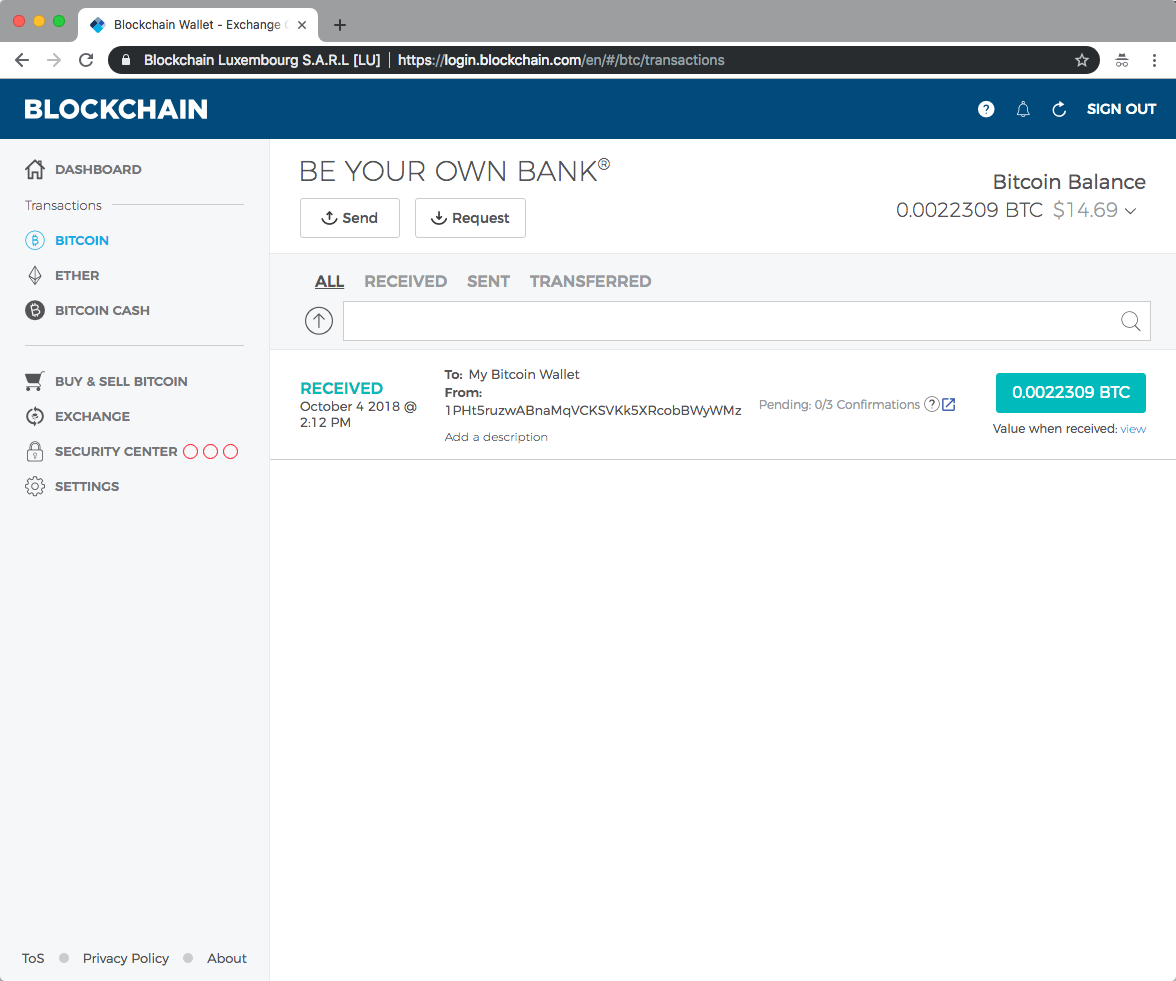 Blockchain Wallet - Exchange
Blockchain Luxembourg S.A.R.L [LU] | https://login.blockchain.com/en/#/btc/transactions
BLOCKCHAIN
? SIGN OUT
DASHBOARD
Transactions
BITCOIN
ETHER
BITCOIN CASH
BUY & SELL BITCOIN
EXCHANGE
SECURITY CENTER
SETTINGS
BE YOUR OWN BANK®
Send Request
Bitcoin Balance
0.0022309 BTC $14.69
ALL RECEIVED SENT TRANSFERRED
RECEIVED
October 4 2018 @
2:12 PM
To: My Bitcoin Wallet
From:
1PHt5ruzwABnaMqVCKSVKk5XRcobBWyWMz
Add a description
Pending: 0/3 Confirmations ?
0.0022309 BTC
Value when received: view
ToS Privacy Policy About